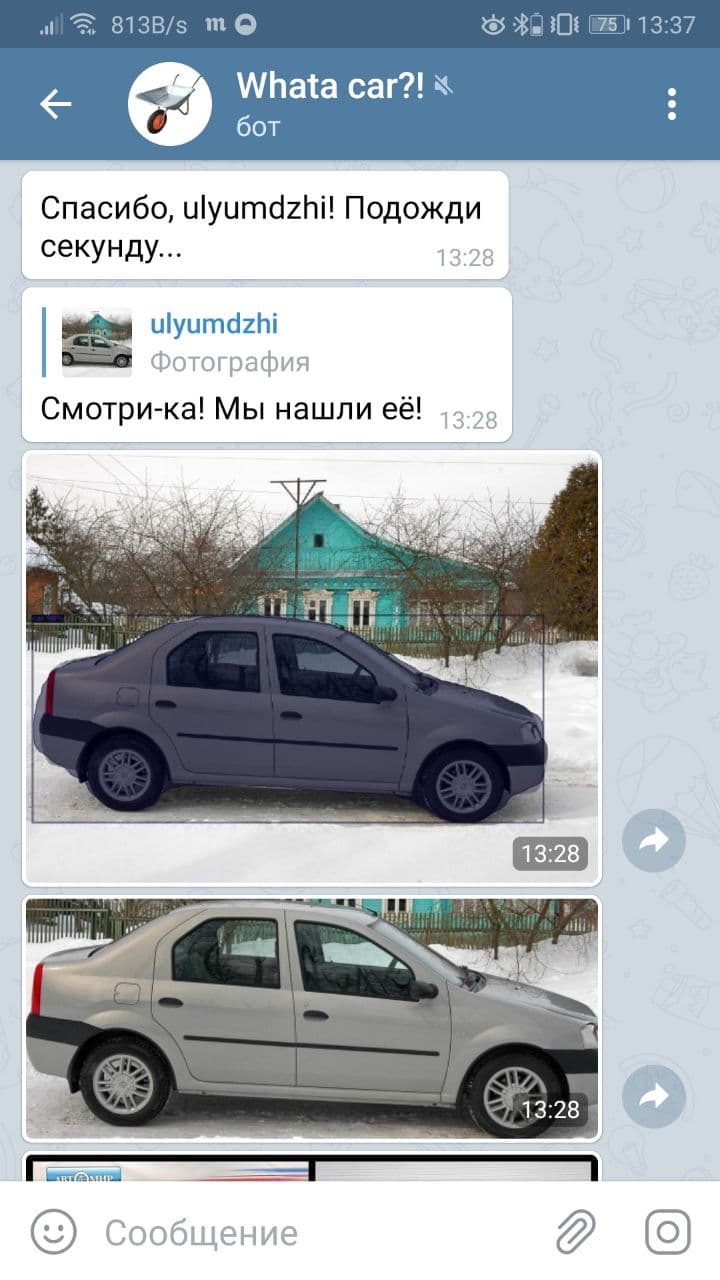 813B/s m 75 13:37
Whata car?!
бот
Спасибо, ulyumdzhi! Подожди
секунду...
13:28
ulyumdzhi
Фотография
Смотри-ка! Мы нашли её!
13:28
13:28
13:28
Сообщение